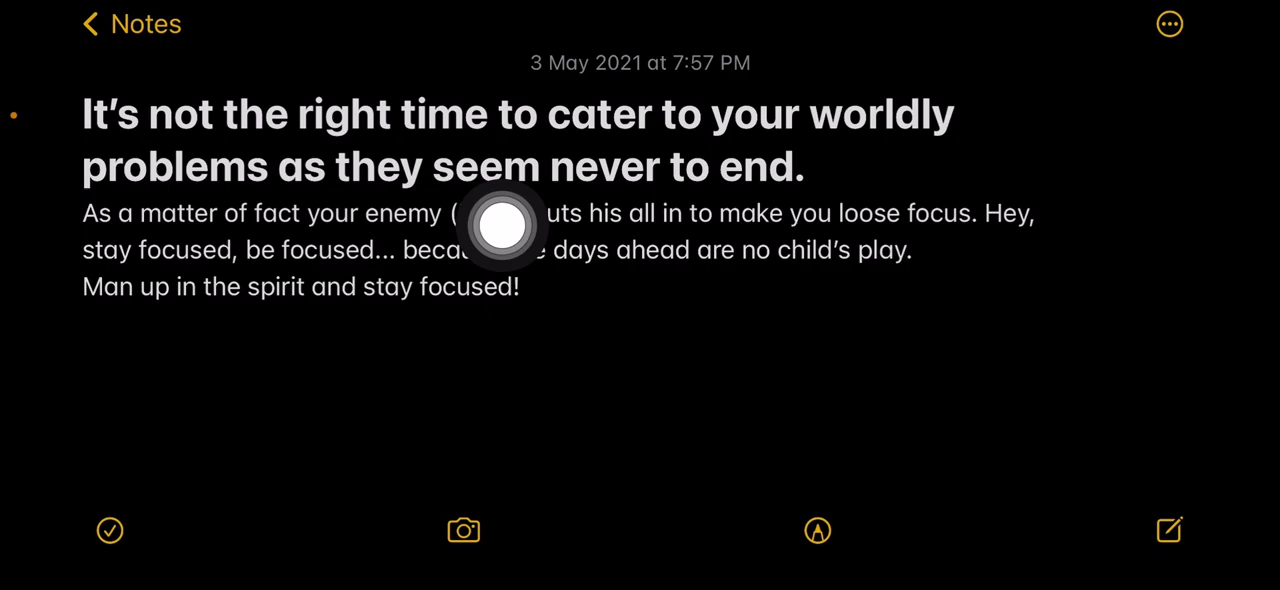 Notes
3 May 2021 at 7:57 PM
It's not the right time to cater to your worldly
problems as they seem never to end.
As a matter of fact your enemy ( his all in to make you loose focus. Hey,
stay focused, be focused... days ahead are no child's play.
Man up in the spirit and stay focused!